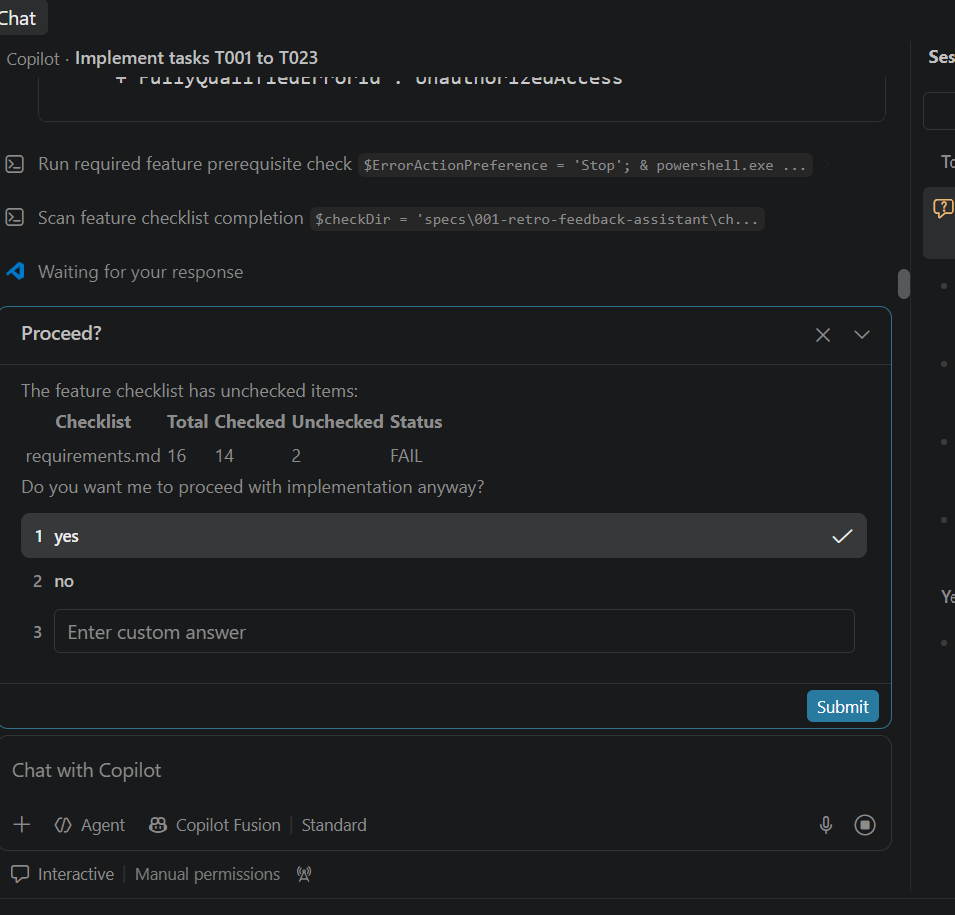 Chat
Copilot · Implement tasks T001 to T023
Ses
+ FullyQualifiedErrorId : UnauthorizedAccess
Run required feature prerequisite check $ErrorActionPreference = 'Stop'; & powershell.exe ...
To
Scan feature checklist completion $checkDir = 'specs\001-retro-feedback-assistant\ch...
Waiting for your response
Proceed?
The feature checklist has unchecked items:
Checklist Total Checked Unchecked Status
requirements.md 16 14 2 FAIL
Do you want me to proceed with implementation anyway?
1 yes
2 no
Ye
3 Enter custom answer
Submit
Chat with Copilot
Agent Copilot Fusion Standard
Interactive Manual permissions